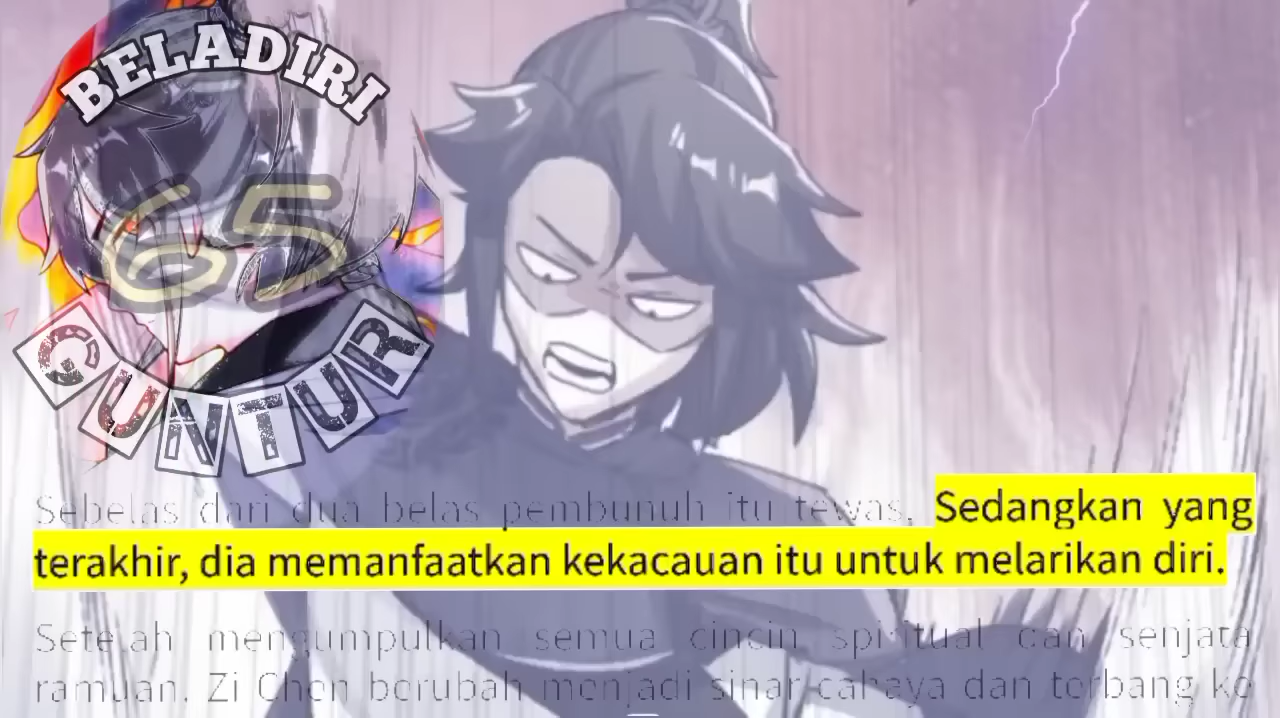 BELADIRI
65
GUNTUR
Sebelas dari dua belas pembunuh itu tewas. Sedangkan yang
terakhir, dia memanfaatkan kekacauan itu untuk melarikan diri.
Setelah mengumpulkan semua cincin spiritual dan senjata
ramuan, Zi Chen berubah menjadi sinar cahaya dan terbang ke